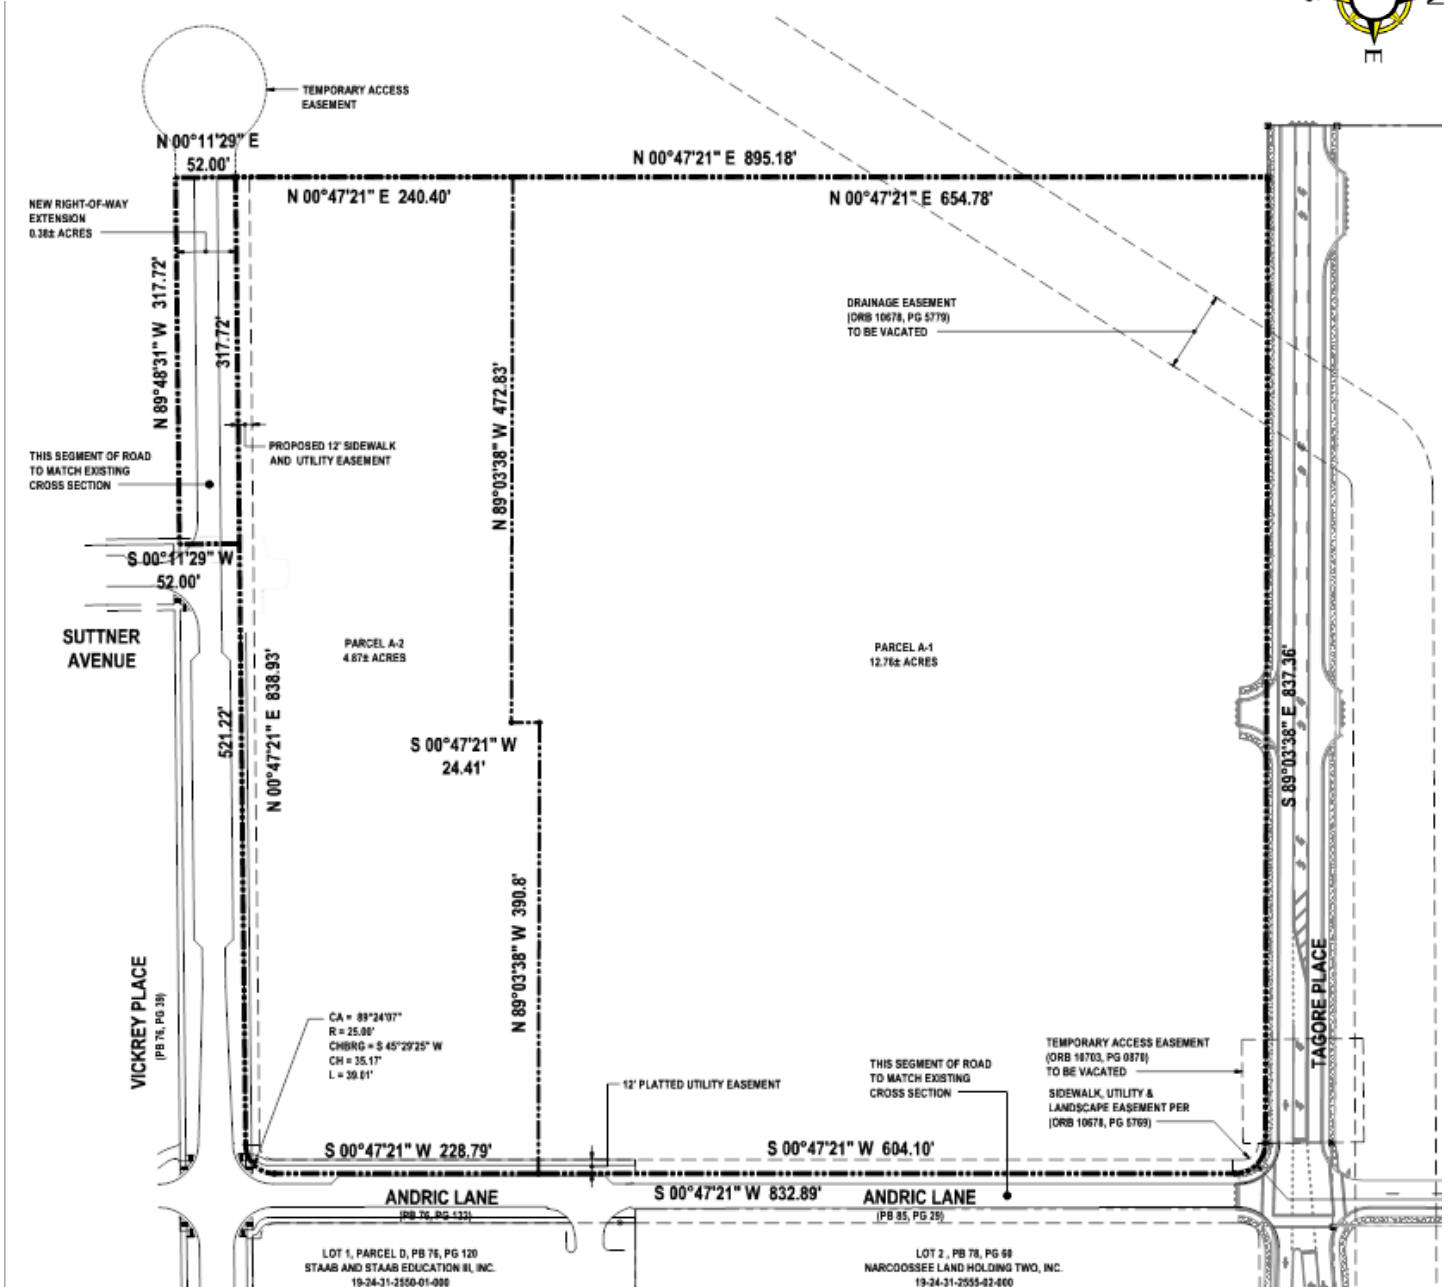 E
TEMPORARY ACCESS
EASEMENT
N 00°11'29" E
52.00'
N 00°47'21" E 895.18'
N 00°47'21" E 240.40'
N 00°47'21" E 654.78'
NEW RIGHT-OF-WAY
EXTENSION
0.38± ACRES
N 89°48'31" W 317.72'
317.72'
DRAINAGE EASEMENT
(ORB 10678, PG 5779)
TO BE VACATED
N 89°03'38" W 472.83'
PROPOSED 12' SIDEWALK
AND UTILITY EASEMENT
THIS SEGMENT OF ROAD
TO MATCH EXISTING
CROSS SECTION
S 00°11'29" W
52.00'
SUTTNER
AVENUE
PARCEL A-2
4.87± ACRES
PARCEL A-1
12.76± ACRES
521.22'
N 00°47'21" E 838.93'
S 00°47'21" W
24.41'
S 89°03'38" E 837.36'
N 89°03'38" W 390.8'
VICKREY PLACE
(PB 76, PG 39)
TAGORE PLACE
CA = 89°24'07"
R = 25.00'
CHBRG = S 45°29'25" W
CH = 35.17'
L = 39.01'
12' PLATTED UTILITY EASEMENT
THIS SEGMENT OF ROAD
TO MATCH EXISTING
CROSS SECTION
TEMPORARY ACCESS EASEMENT
(ORB 10703, PG 0870)
TO BE VACATED
SIDEWALK, UTILITY &
LANDSCAPE EASEMENT PER
(ORB 10678, PG 5769)
S 00°47'21" W 228.79'
S 00°47'21" W 604.10'
S 00°47'21" W 832.89'
ANDRIC LANE
(PB 76, PG 133)
ANDRIC LANE
(PB 85, PG 29)
LOT 1, PARCEL D, PB 76, PG 120
STAAB AND STAAB EDUCATION III, INC.
19-24-31-2550-01-000
LOT 2 , PB 78, PG 60
NARCOOSSEE LAND HOLDING TWO, INC.
19-24-31-2555-02-000